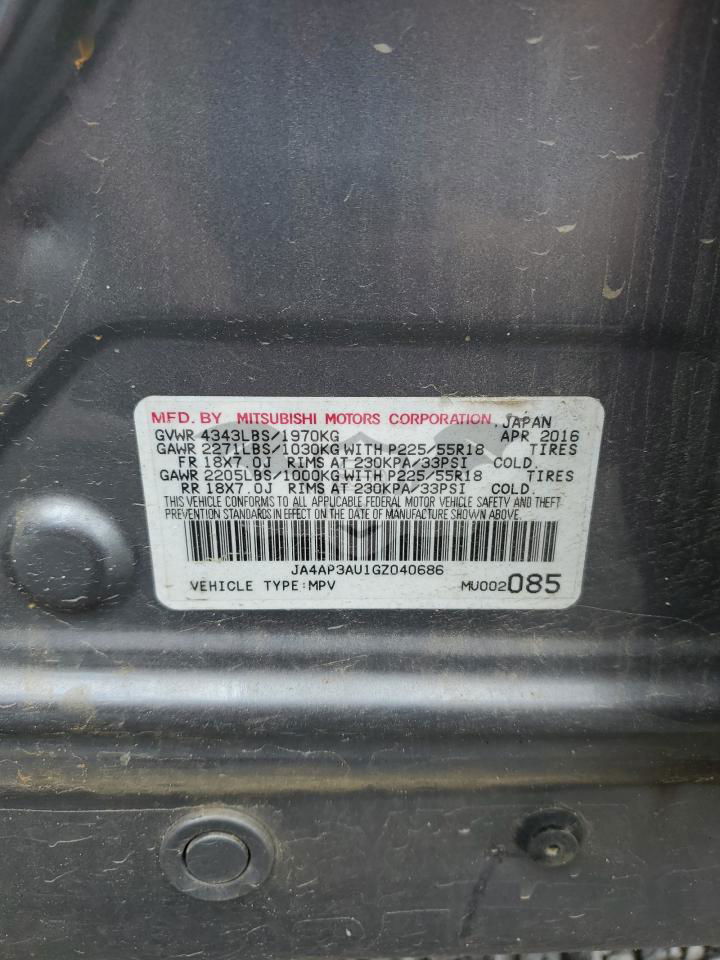 MFD. BY MITSUBISHI MOTORS CORPORATION, JAPAN
GVWR 4343LBS/1970KG APR 2016
GAWR 2271LBS/1030KG WITH P225/55R18 TIRES
FR 18X7.0J RIMS AT 230KPA/33PSI COLD.
GAWR 2205LBS/1000KG WITH P225/55R18 TIRES
RR 18X7.0J RIMS AT 230KPA/33PSI COLD.
THIS VEHICLE CONFORMS TO ALL APPLICABLE FEDERAL MOTOR VEHICLE SAFETY AND THEFT
PREVENTION STANDARDS IN EFFECT ON THE DATE OF MANUFACTURE SHOWN ABOVE.
JA4AP3AU1GZ040686
VEHICLE TYPE:MPV MU002085